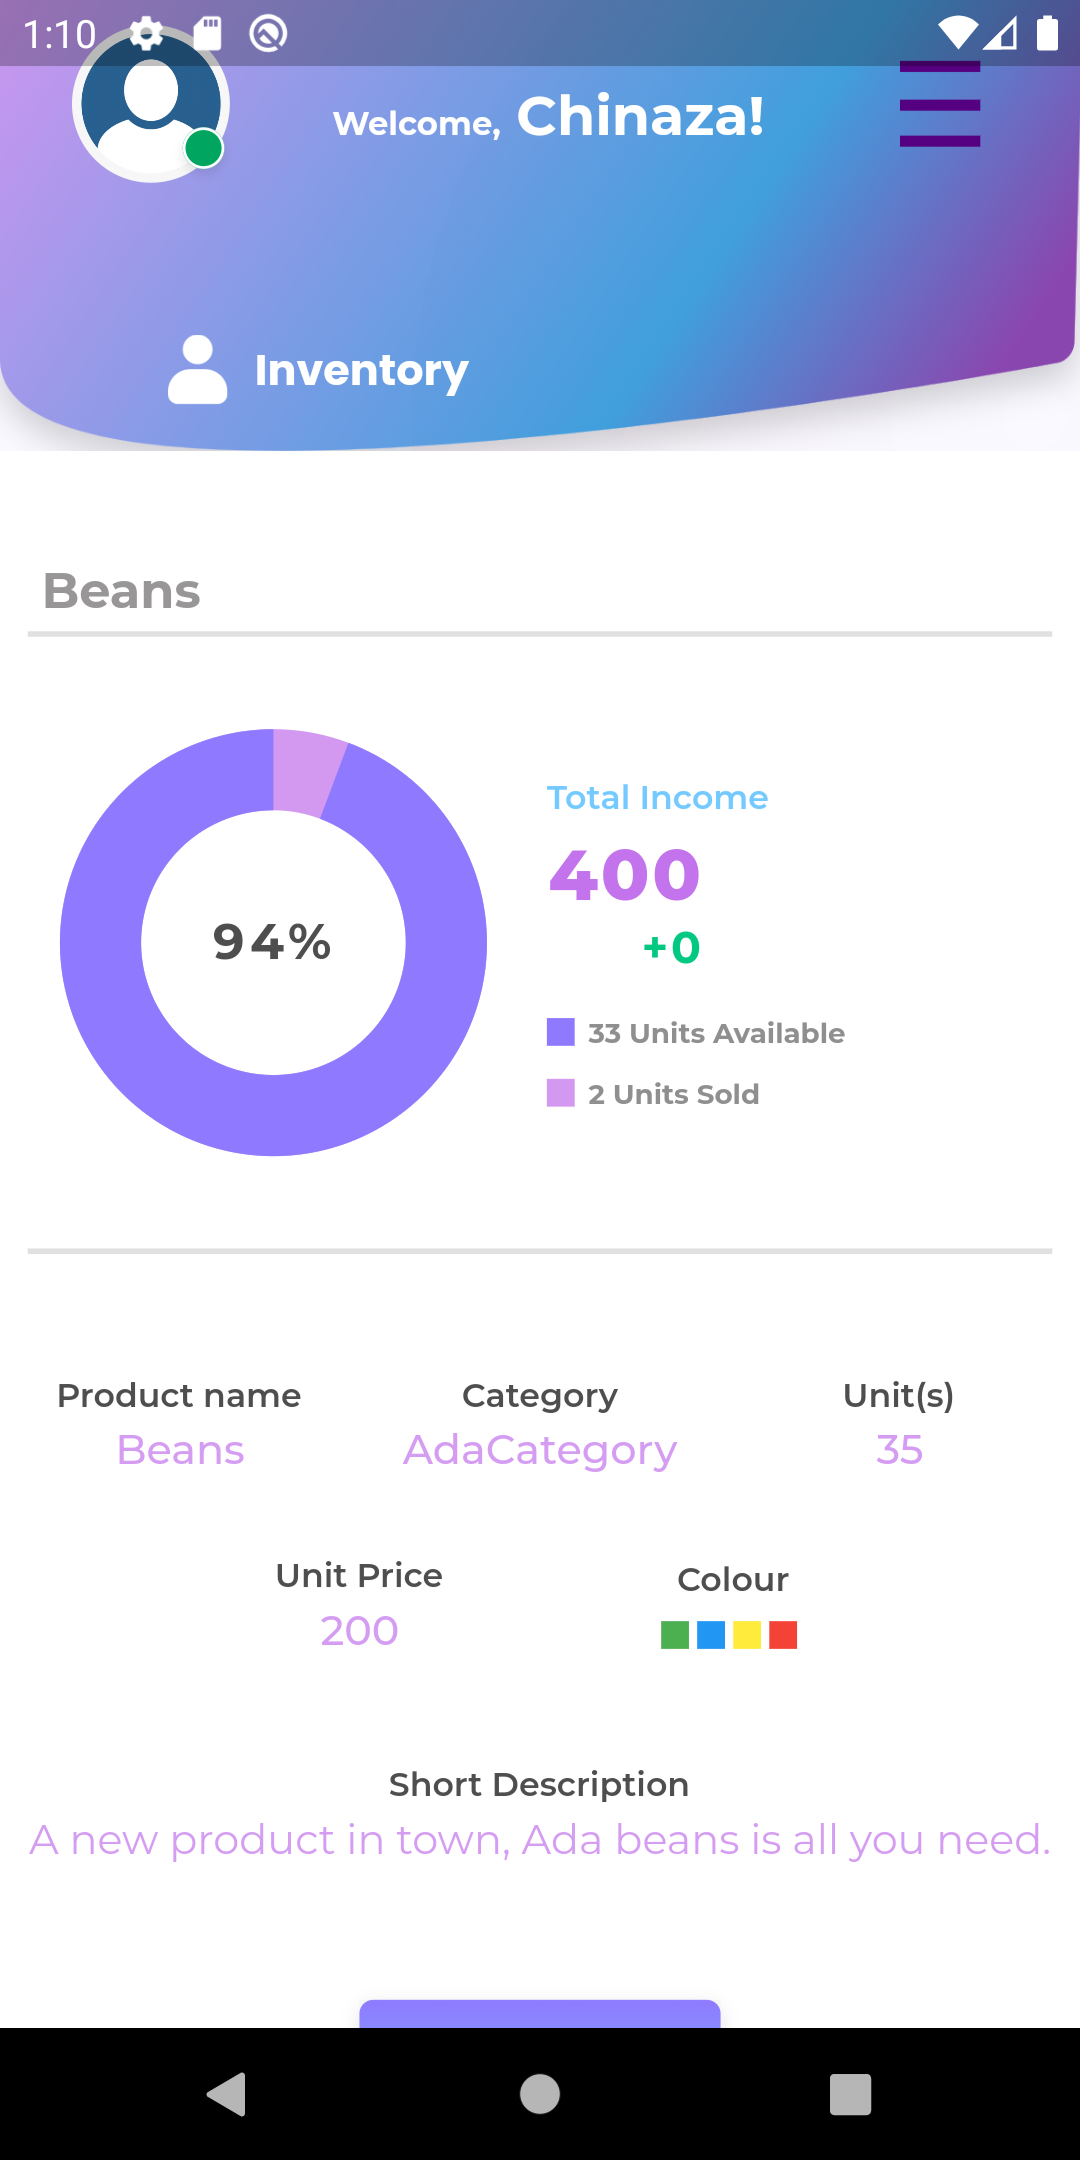 1:10
Welcome, Chinaza!
Inventory
Beans
94%
Total Income
400
+0
33 Units Available
2 Units Sold
Product name
Beans
Category
AdaCategory
Unit(s)
35
Unit Price
200
Colour
Short Description
A new product in town, Ada beans is all you need.